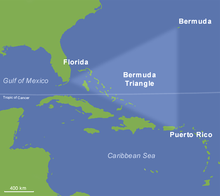 Bermuda
Florida
Gulf of Mexico
Bermuda
Triangle
Tropic of Cancer
Puerto Rico
Caribbean Sea
400 km